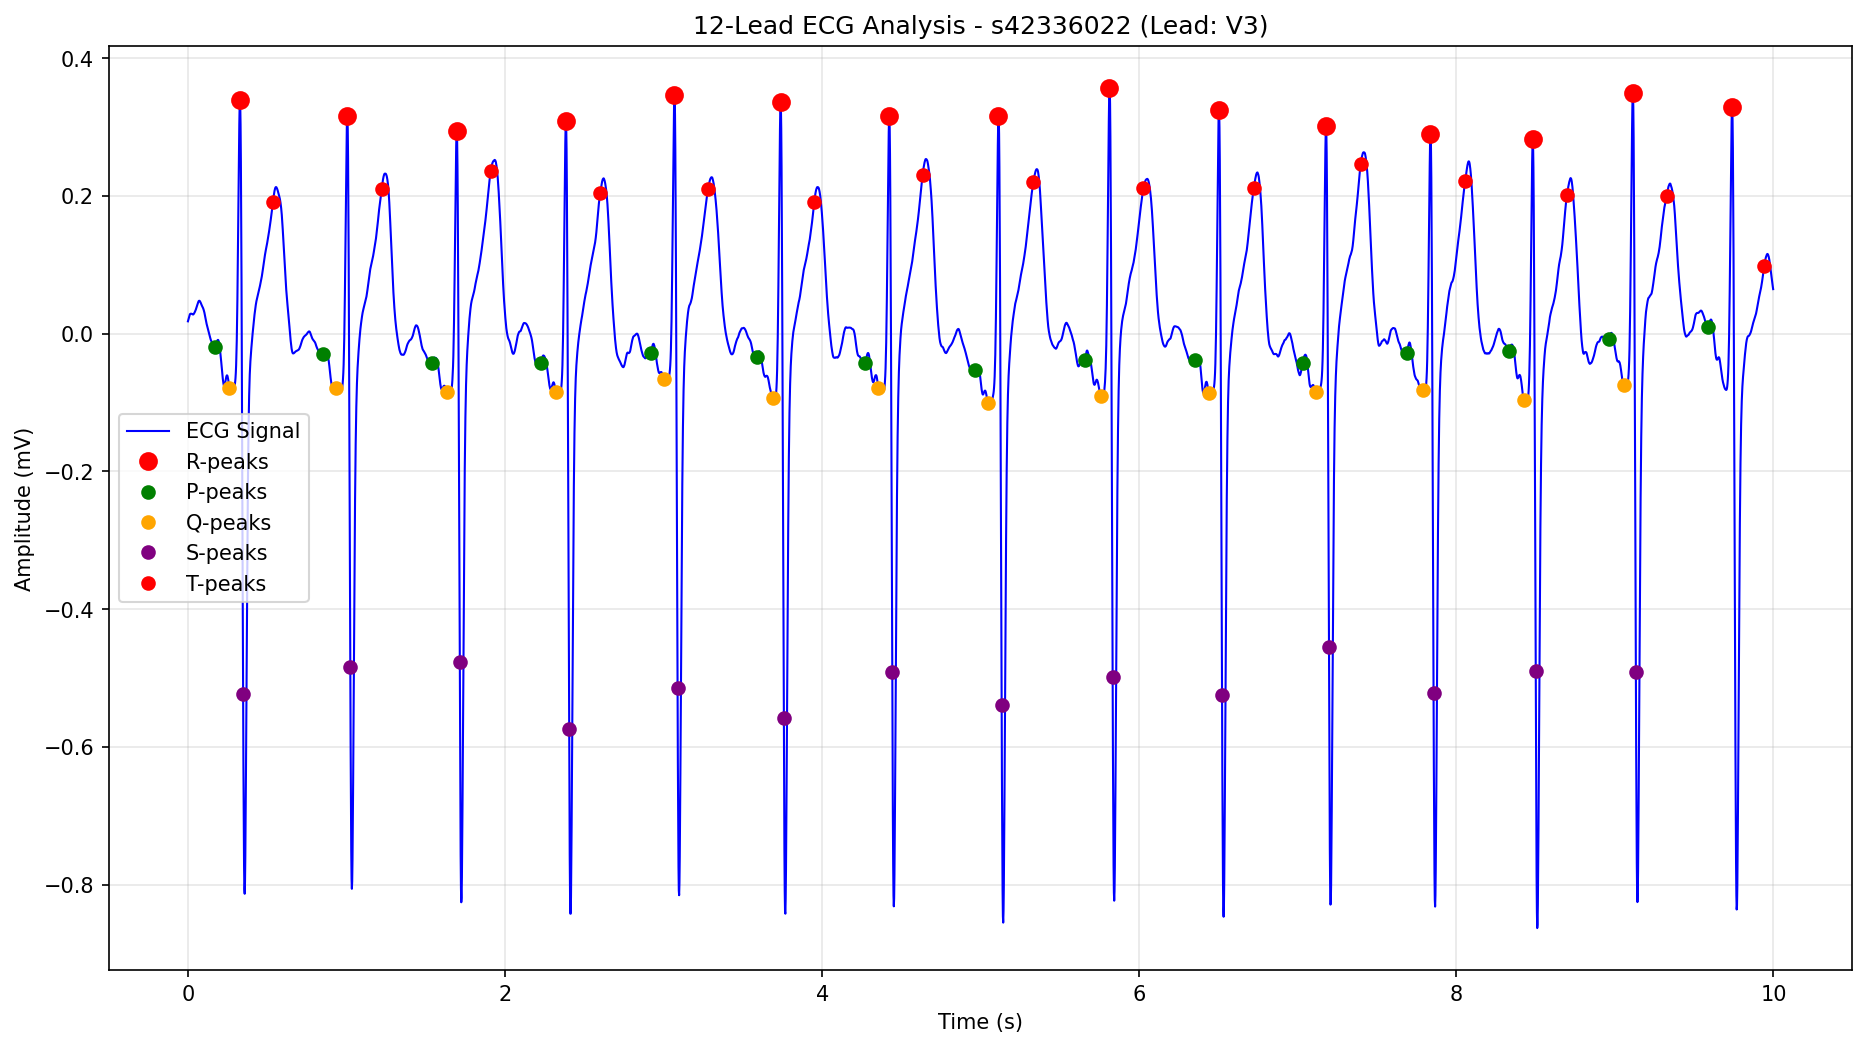 12-Lead ECG Analysis - s42336022 (Lead: V3)
Amplitude (mV)
0.4
0.2
0.0
−0.2
−0.4
−0.6
−0.8
ECG Signal
R-peaks
P-peaks
Q-peaks
S-peaks
T-peaks
0 2 4 6 8 10
Time (s)